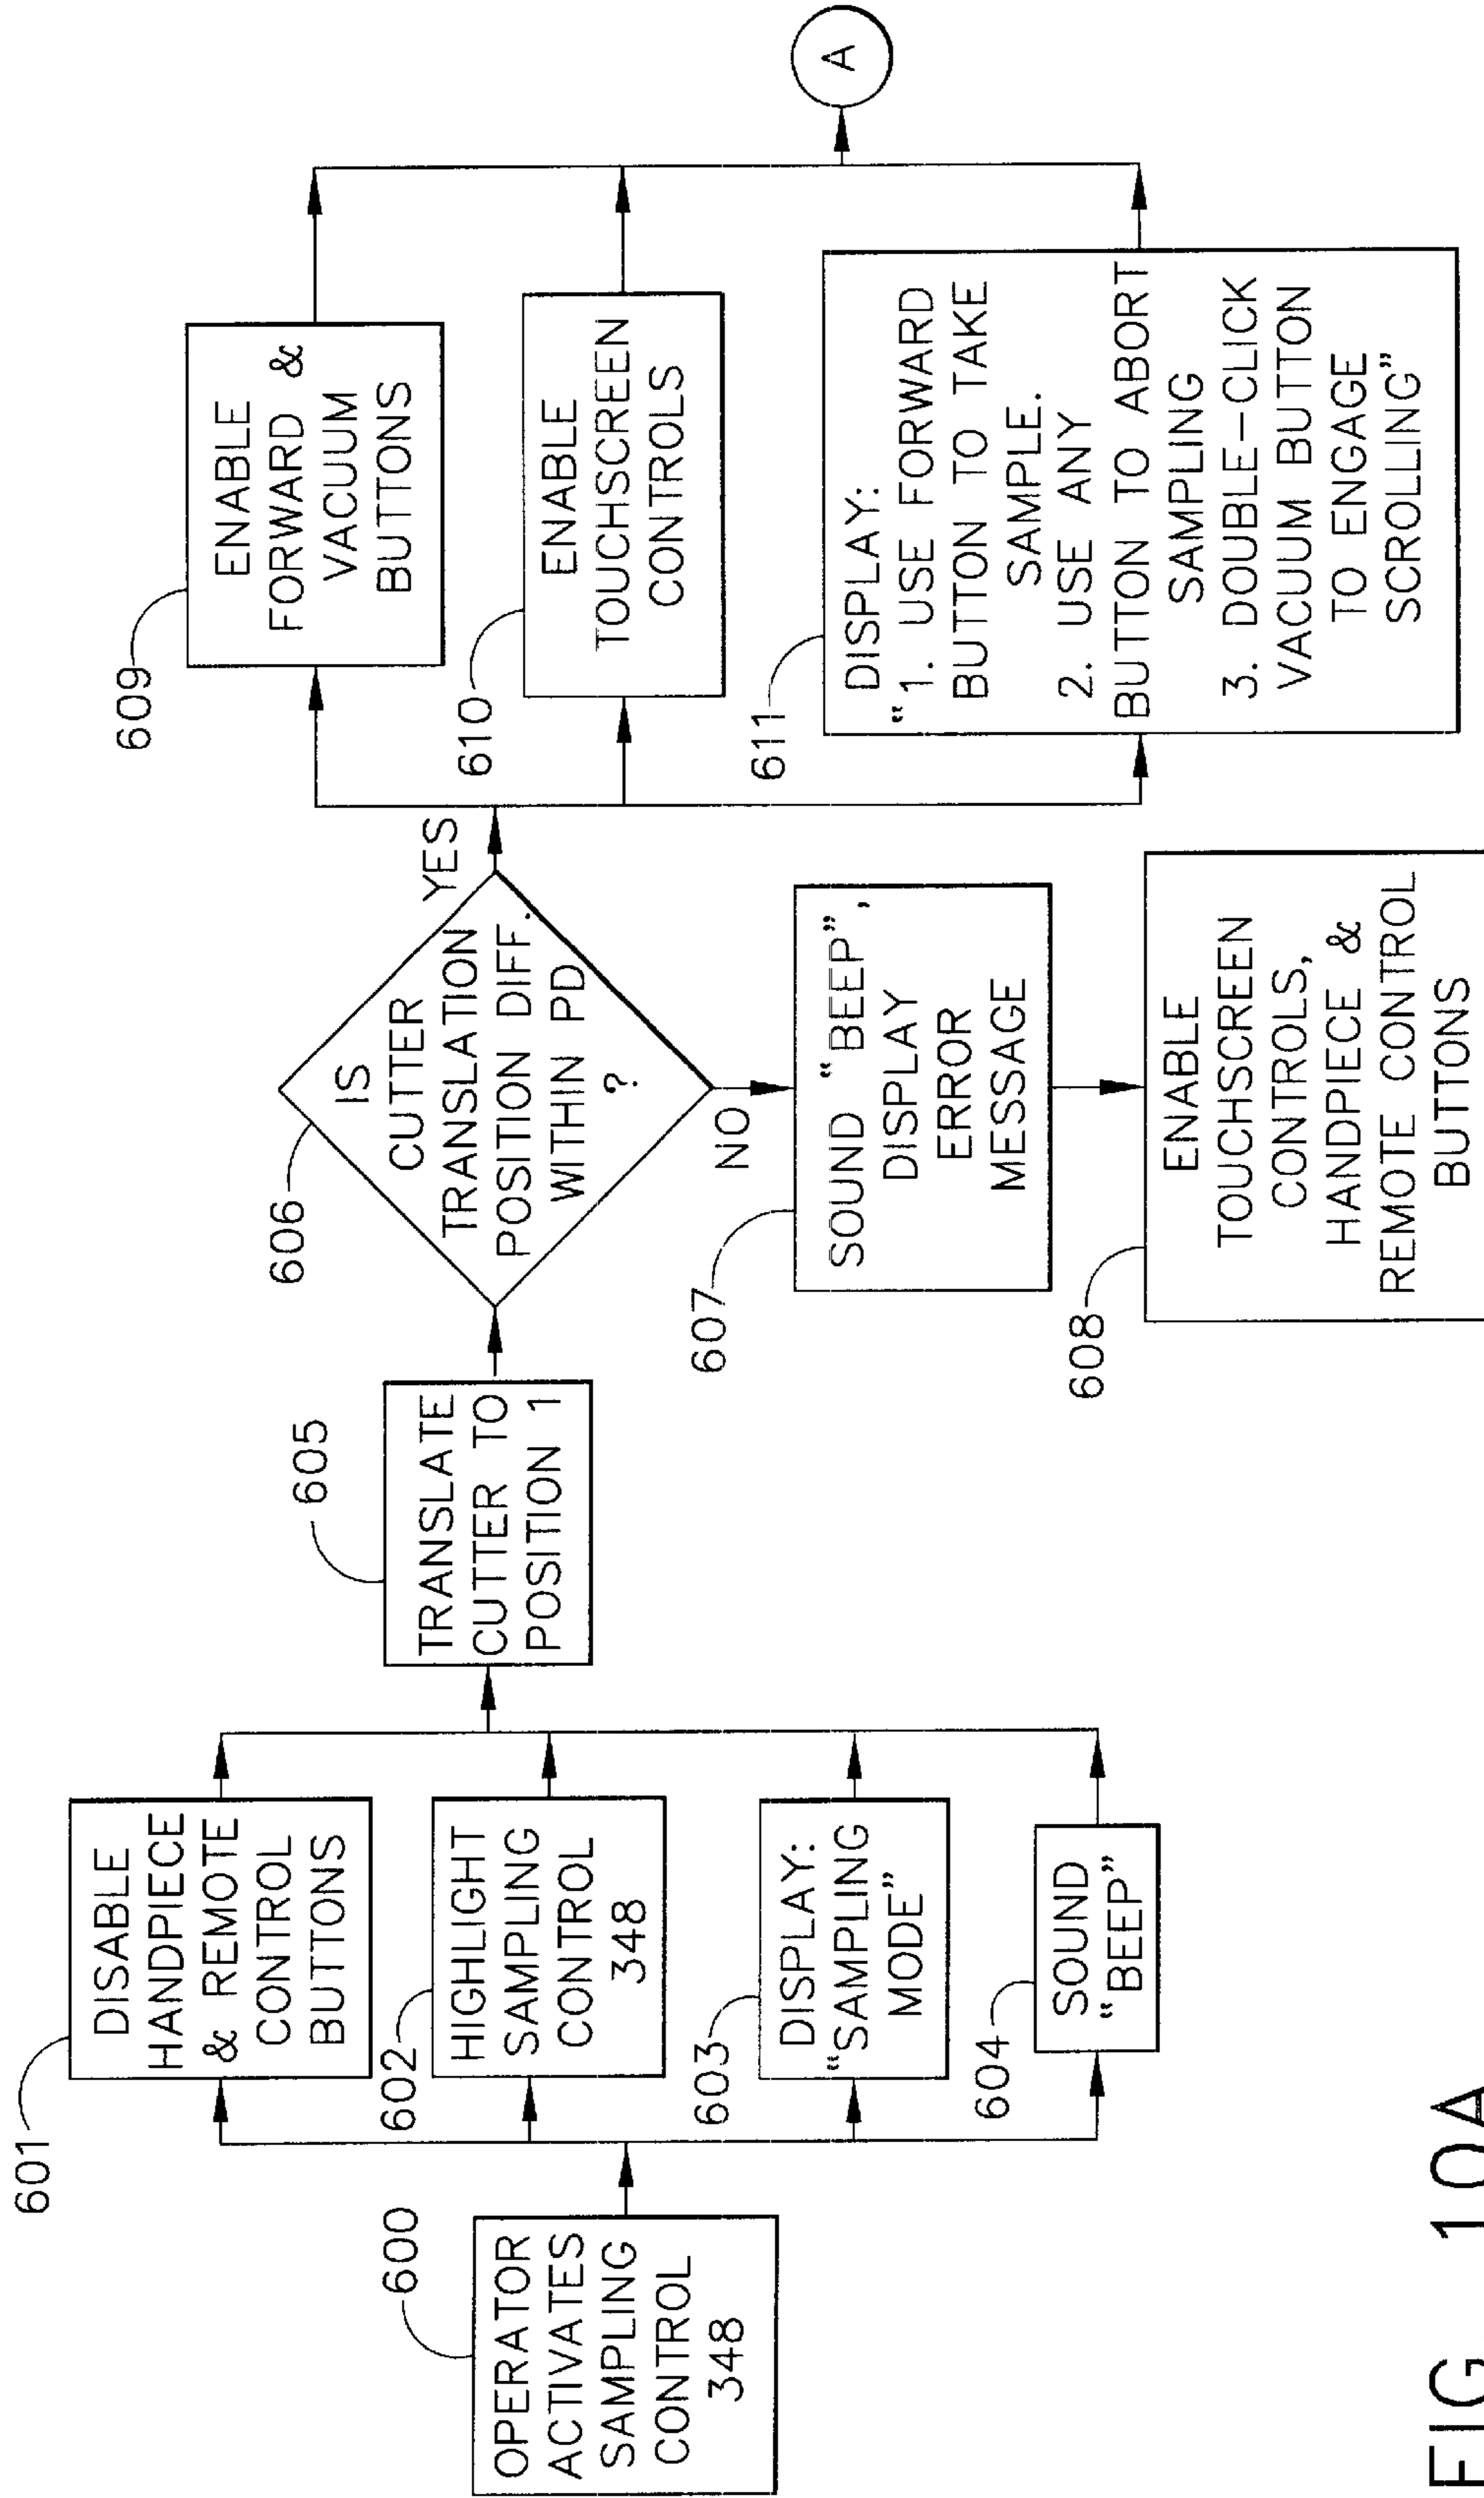 600
OPERATOR
ACTIVATES
SAMPLING
CONTROL
348
601
DISABLE
HANDPIECE
& REMOTE
CONTROL
BUTTONS
602
HIGHLIGHT
SAMPLING
CONTROL
348
603
DISPLAY:
“SAMPLING
MODE”
604
SOUND
“BEEP”
605
TRANSLATE
CUTTER TO
POSITION 1
606
IS
CUTTER
TRANSLATION
POSITION DIFF.
WITHIN PD
?
YES
NO
607
SOUND “BEEP”,
DISPLAY
ERROR
MESSAGE
608
ENABLE
TOUCHSCREEN
CONTROLS,
HANDPIECE &
REMOTE CONTROL
BUTTONS
609
ENABLE
FORWARD &
VACUUM
BUTTONS
610
ENABLE
TOUCHSCREEN
CONTROLS
611
DISPLAY:
“1. USE FORWARD
BUTTON TO TAKE
SAMPLE.
2. USE ANY
BUTTON TO ABORT
SAMPLING
3. DOUBLE-CLICK
VACUUM BUTTON
TO ENGAGE
SCROLLING”
A
FIG 10A